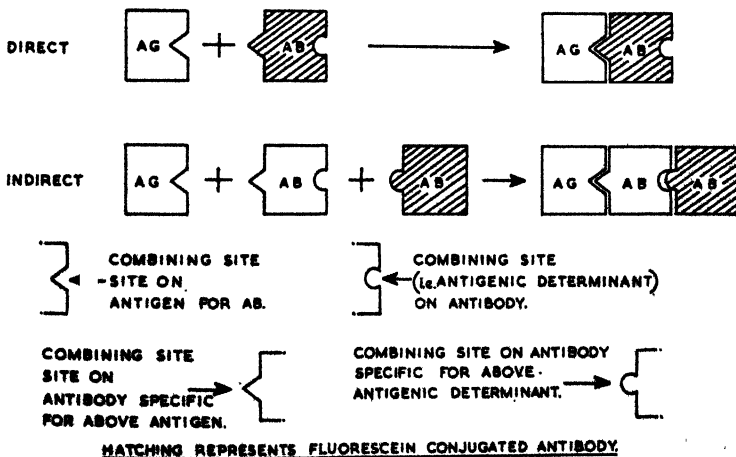 DIRECT AG + AB AG AB
INDIRECT AG + AB + AB AG AB AB
COMBINING SITE
-SITE ON
ANTIGEN FOR AB.
COMBINING SITE
(i.e. ANTIGENIC DETERMINANT)
ON ANTIBODY.
COMBINING SITE
SITE ON
ANTIBODY SPECIFIC
FOR ABOVE ANTIGEN.
COMBINING SITE ON ANTIBODY
SPECIFIC FOR ABOVE-
ANTIGENIC DETERMINANT.
HATCHING REPRESENTS FLUORESCEIN CONJUGATED ANTIBODY.